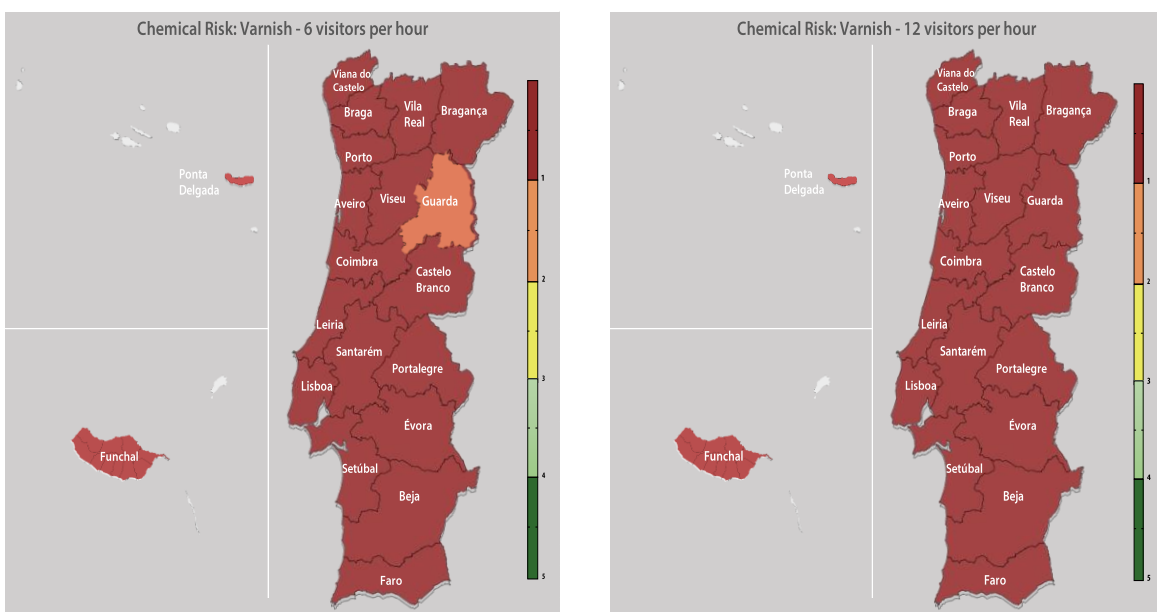 Chemical Risk: Varnish - 6 visitors per hour
Viana do
Castelo
Braga
Vila
Real
Bragança
Porto
Ponta
Delgada
Aveiro
Viseu
Guarda
Coimbra
Castelo
Branco
Leiria
Santarém
Portalegre
Lisboa
Évora
Funchal
Setúbal
Beja
Faro
1
2
3
4
5
Chemical Risk: Varnish - 12 visitors per hour
Viana do
Castelo
Braga
Vila
Real
Bragança
Porto
Ponta
Delgada
Aveiro
Viseu
Guarda
Coimbra
Castelo
Branco
Leiria
Santarém
Portalegre
Lisboa
Évora
Funchal
Setúbal
Beja
Faro
1
2
3
4
5